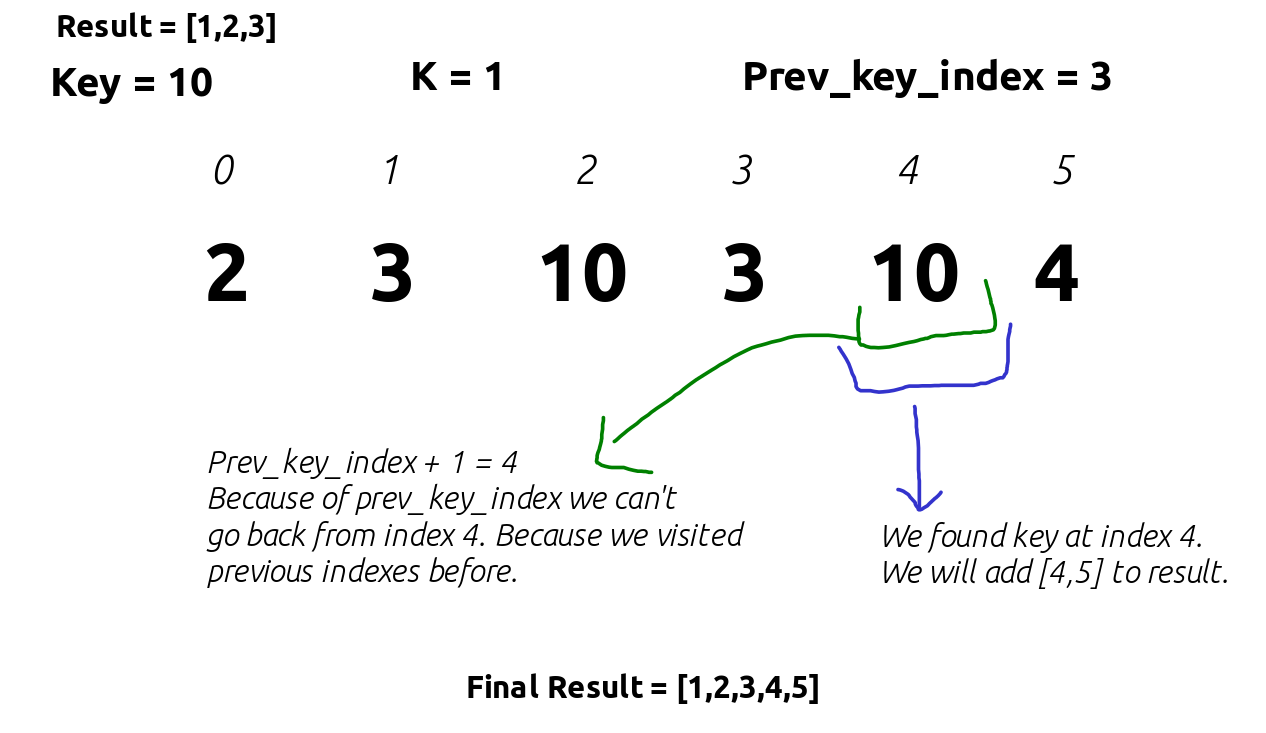 Result = [1,2,3]
Key = 10 K = 1 Prev_key_index = 3
0 1 2 3 4 5
2 3 10 3 10 4
Prev_key_index + 1 = 4
Because of prev_key_index we can't
go back from index 4. Because we visited
previous indexes before.
We found key at index 4.
We will add [4,5] to result.
Final Result = [1,2,3,4,5]